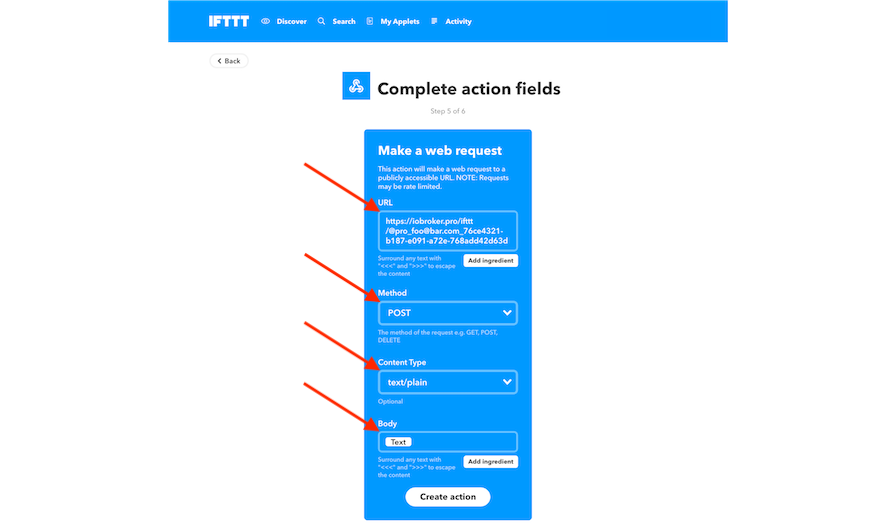 IFTTT Discover Search My Applets Activity
Back
Complete action fields
Step 5 of 6
Make a web request
This action will make a web request to a
publicly accessible URL. NOTE: Requests
may be rate limited.
URL
https://iobroker.pro/ifttt
/@pro_foo@bar.com_76ce4321-
b187-e091-a72e-768add42d63d
Surround any text with
"<<<" and ">>>" to escape
the content
Add ingredient
Method
POST
The method of the request e.g. GET, POST,
DELETE
Content Type
text/plain
Optional
Body
Text
Surround any text with
"<<<" and ">>>" to escape
the content
Add ingredient
Create action